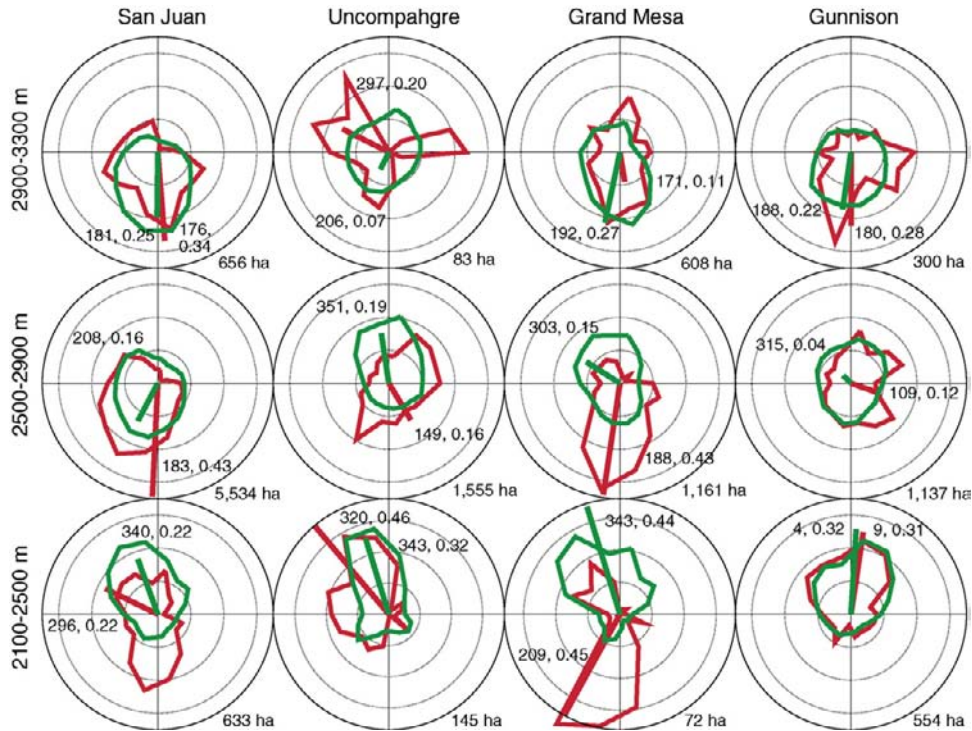 San Juan Uncompahgre Grand Mesa Gunnison
2900-3300 m
181, 0.25
176,
0.34
656 ha
297, 0.20
206, 0.07
83 ha
171, 0.11
192, 0.27
608 ha
188, 0.22
180, 0.28
300 ha
2500-2900 m
208, 0.16
183, 0.43
5,534 ha
351, 0.19
149, 0.16
1,555 ha
303, 0.15
188, 0.43
1,161 ha
315, 0.04
109, 0.12
1,137 ha
2100-2500 m
340, 0.22
296, 0.22
633 ha
320, 0.46
343, 0.32
145 ha
343, 0.44
209, 0.45
72 ha
4, 0.32
9, 0.31
554 ha